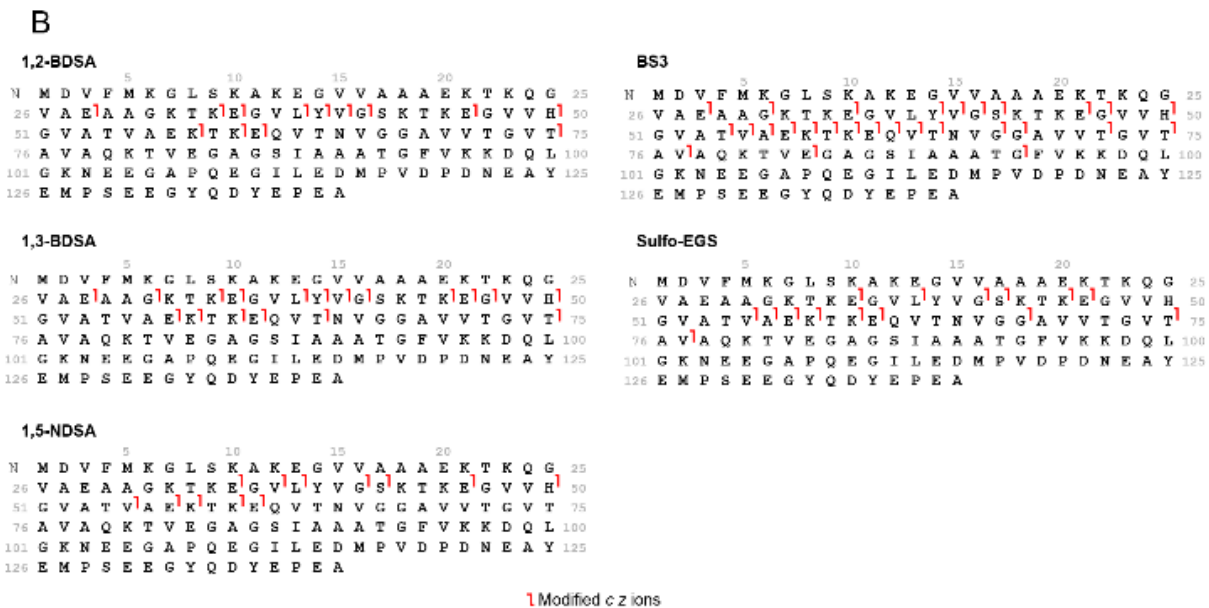 B
1,2-BDSA
5 10 15 20
N M D V F M K G L S K A K E G V V A A A E K T K Q G 25
26 V A E A A G K T K E G V L Y V G S K T K E G V V H 50
51 G V A T V A E K T K E Q V T N V G G A V V T G V T 75
76 A V A Q K T V E G A G S I A A A T G F V K K D Q L 100
101 G K N E E G A P Q E G I L E D M P V D P D N E A Y 125
126 E M P S E E G Y Q D Y E P E A
1,3-BDSA
5 10 15 20
N M D V F M K G L S K A K E G V V A A A E K T K Q G 25
26 V A E A A G K T K E G V L Y V G S K T K E G V V H 50
51 G V A T V A E K T K E Q V T N V G G A V V T G V T 75
76 A V A Q K T V E G A G S I A A A T G F V K K D Q L 100
101 G K N E E G A P Q E G I L E D M P V D P D N E A Y 125
126 E M P S E E G Y Q D Y E P E A
1,5-NDSA
5 10 15 20
N M D V F M K G L S K A K E G V V A A A E K T K Q G 25
26 V A E A A G K T K E G V L Y V G S K T K E G V V H 50
51 G V A T V A E K T K E Q V T N V G G A V V T G V T 75
76 A V A Q K T V E G A G S I A A A T G F V K K D Q L 100
101 G K N E E G A P Q E G I L E D M P V D P D N E A Y 125
126 E M P S E E G Y Q D Y E P E A
BS3
5 10 15 20
N M D V F M K G L S K A K E G V V A A A E K T K Q G 25
26 V A E A A G K T K E G V L Y V G S K T K E G V V H 50
51 G V A T V A E K T K E Q V T N V G G A V V T G V T 75
76 A V A Q K T V E G A G S I A A A T G F V K K D Q L 100
101 G K N E E G A P Q E G I L E D M P V D P D N E A Y 125
126 E M P S E E G Y Q D Y E P E A
Sulfo-EGS
5 10 15 20
N M D V F M K G L S K A K E G V V A A A E K T K Q G 25
26 V A E A A G K T K E G V L Y V G S K T K E G V V H 50
51 G V A T V A E K T K E Q V T N V G G A V V T G V T 75
76 A V A Q K T V E G A G S I A A A T G F V K K D Q L 100
101 G K N E E G A P Q E G I L E D M P V D P D N E A Y 125
126 E M P S E E G Y Q D Y E P E A
Modified c z ions